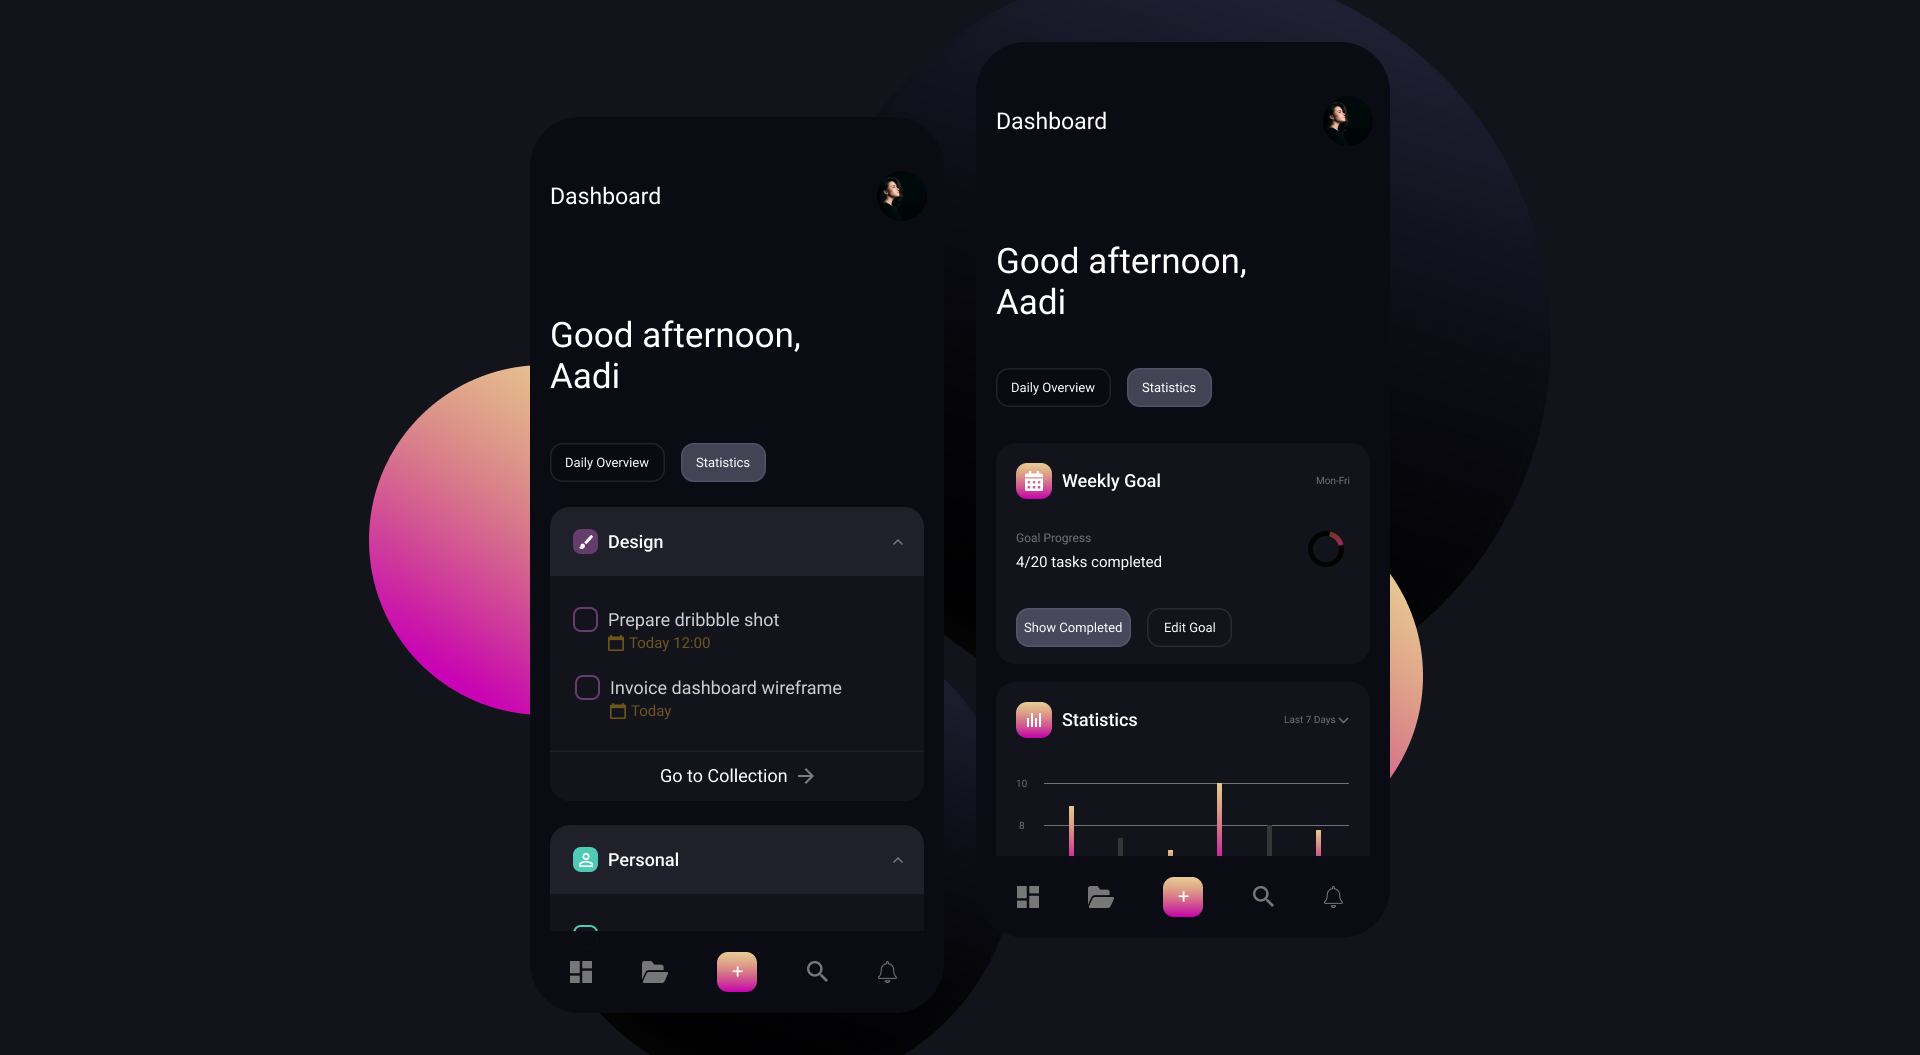 Dashboard
Good afternoon,
Aadi
Daily Overview
Statistics
Design
Prepare dribbble shot
Today 12:00
Invoice dashboard wireframe
Today
Go to Collection
Personal
Dashboard
Good afternoon,
Aadi
Daily Overview
Statistics
Weekly Goal
Mon-Fri
Goal Progress
4/20 tasks completed
Show Completed
Edit Goal
Statistics
Last 7 Days
10
8